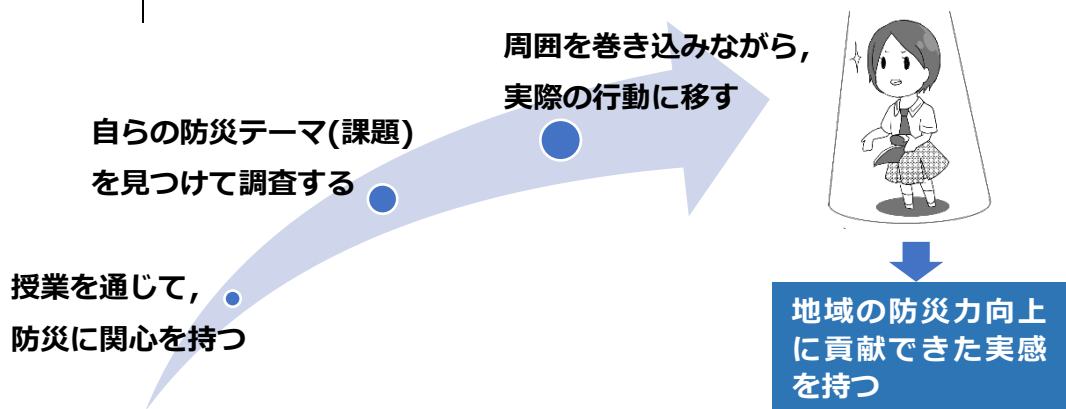 授業を通じて，
防災に関心を持つ
自らの防災テーマ(課題)
を見つけて調査する
周囲を巻き込みながら，
実際の行動に移す
地域の防災力向上
に貢献できた実感
を持つ